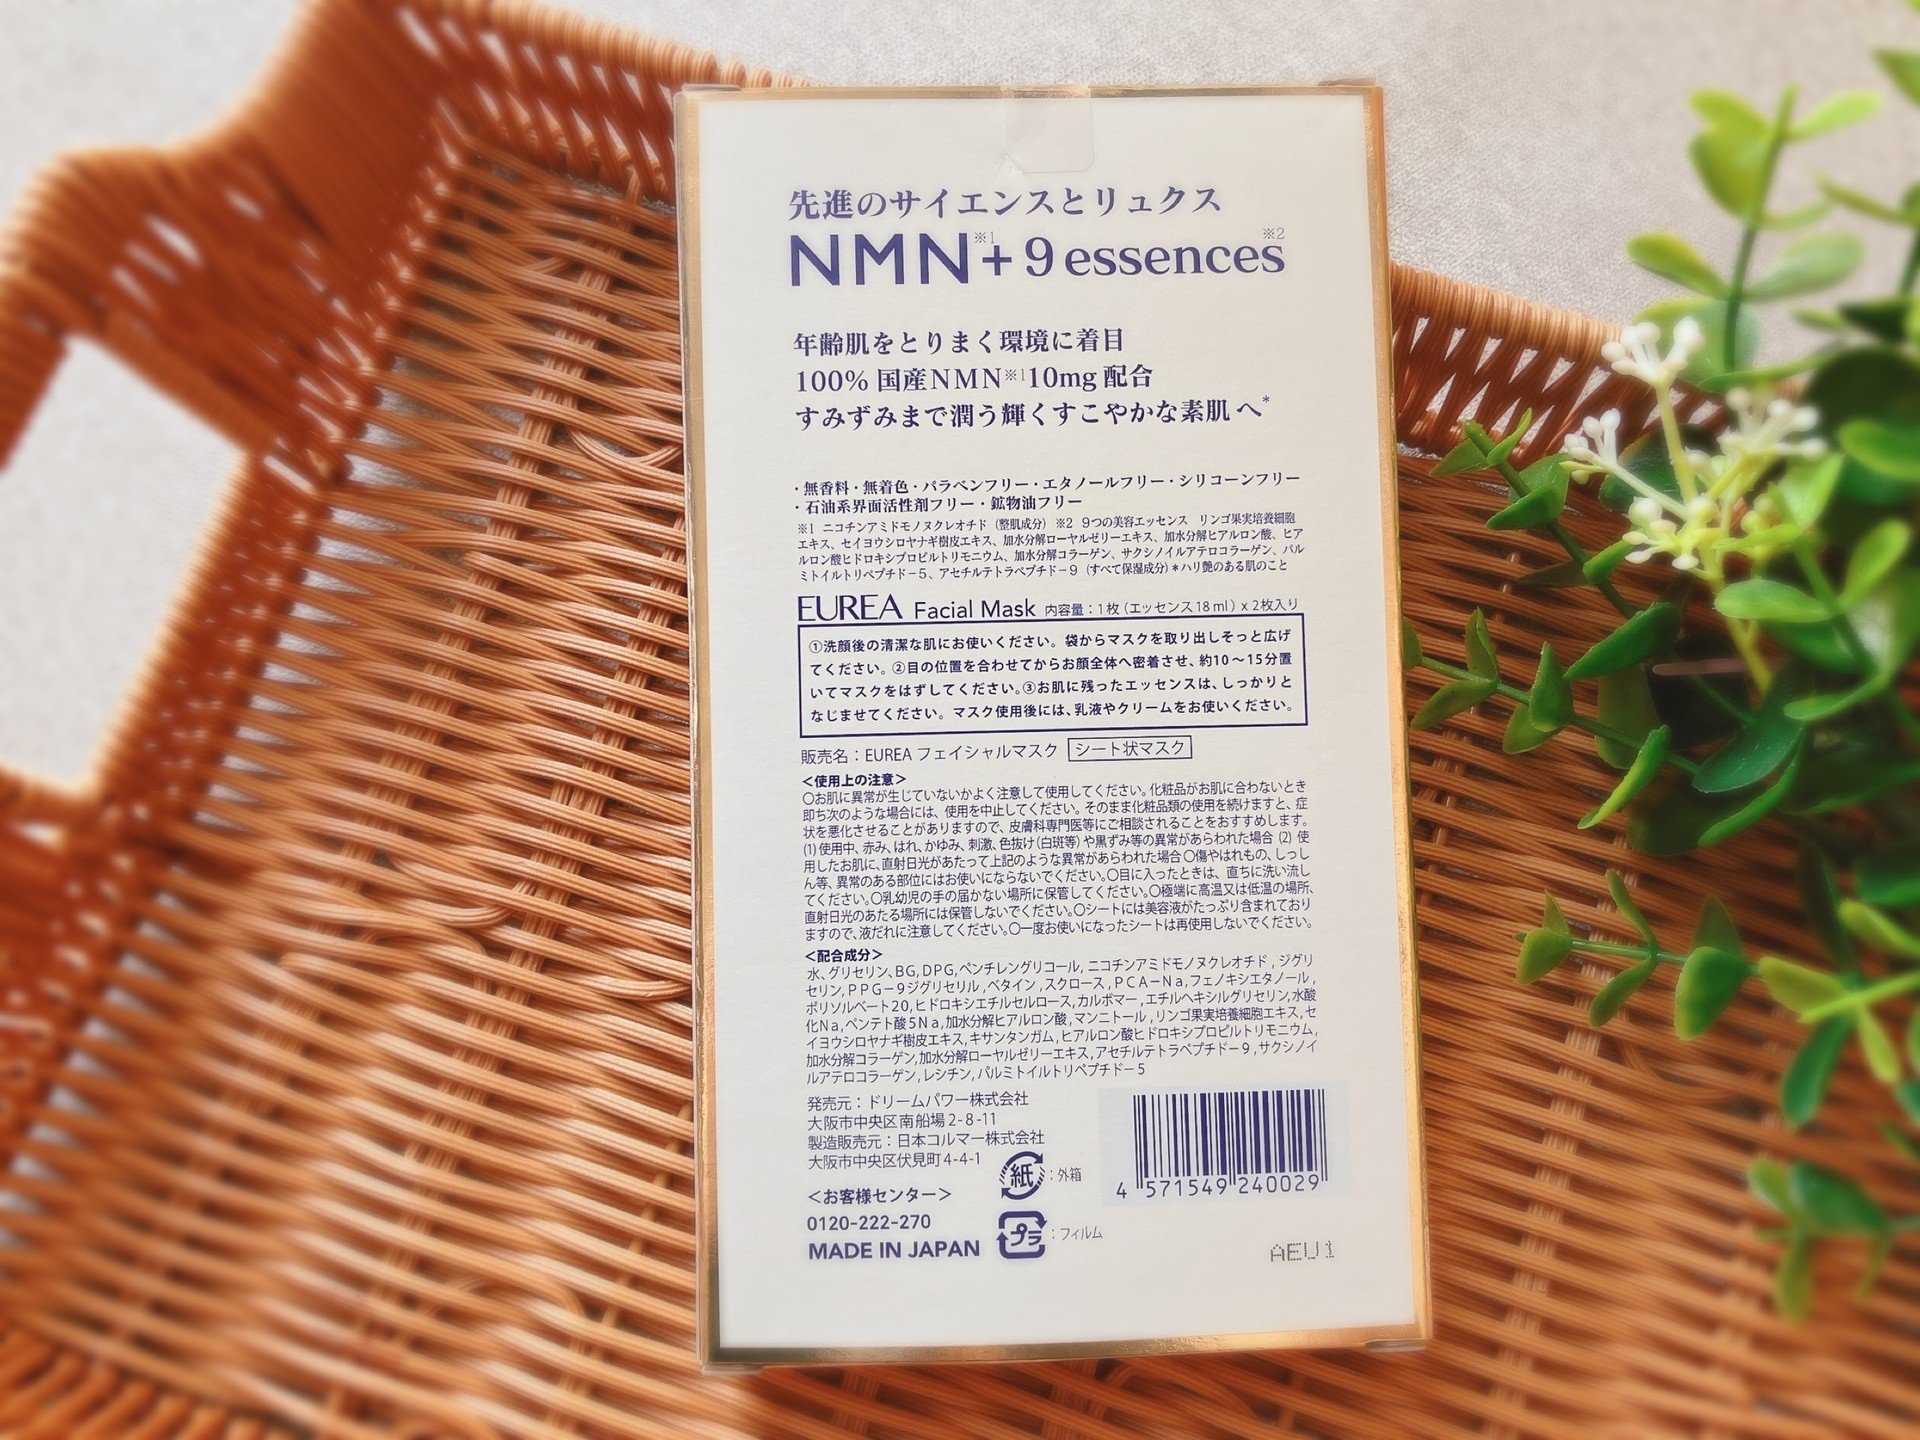 先進のサイエンスとリュクス
NMN※1+9 essences※2
年齢肌をとりまく環境に着目
100% 国産NMN※110mg 配合
すみずみまで潤う輝くすこやかな素肌へ*
・無香料・無着色・パラベンフリー・エタノールフリー・シリコーンフリー
・石油系界面活性剤フリー・鉱物油フリー
※1 ニコチンアミドモノヌクレオチド（整肌成分）※2 9つの美容エッセンス リンゴ果実培養細胞
エキス、セイヨウシロヤナギ樹皮エキス、加水分解ローヤルゼリーエキス、加水分解ヒアルロン酸、ヒア
ルロン酸ヒドロキシプロピルトリモニウム、加水分解コラーゲン、サクシノイルアテロコラーゲン、パル
ミトイルトリペプチド－5、アセチルテトラペプチド－9（すべて保湿成分）＊ハリ艶のある肌のこと
EUREA Facial Mask 内容量：1枚（エッセンス18ml）x 2枚入り
①洗顔後の清潔な肌にお使いください。袋からマスクを取り出しそっと広げ
てください。②目の位置を合わせてからお顔全体へ密着させ、約10～15分置
いてマスクをはずしてください。③お肌に残ったエッセンスは、しっかりと
なじませてください。マスク使用後には、乳液やクリームをお使いください。
販売名：EUREA フェイシャルマスク シート状マスク
＜使用上の注意＞
〇お肌に異常が生じていないかよく注意して使用してください。化粧品がお肌に合わないとき
即ち次のような場合には、使用を中止してください。そのまま化粧品類の使用を続けますと、症
状を悪化させることがありますので、皮膚科専門医等にご相談されることをおすすめします。
(1) 使用中、赤み、はれ、かゆみ、刺激、色抜け（白斑等）や黒ずみ等の異常があらわれた場合 (2) 使
用したお肌に、直射日光があたって上記のような異常があらわれた場合 〇傷やはれもの、しっし
ん等、異常のある部位にはお使いにならないでください。〇目に入ったときは、直ちに洗い流し
てください。〇乳幼児の手の届かない場所に保管してください。〇極端に高温又は低温の場所、
直射日光のあたる場所には保管しないでください。〇シートには美容液がたっぷり含まれており
ますので、液だれに注意してください。〇一度お使いになったシートは再使用しないでください。
＜配合成分＞
水、グリセリン、BG,DPG,ペンチレングリコール, ニコチンアミドモノヌクレオチド , ジグリ
セリン,PPG－9ジグリセリル , ベタイン , スクロース , PCA－Na,フェノキシエタノール ,
ポリソルベート20,ヒドロキシエチルセルロース,カルボマー,エチルヘキシルグリセリン,水酸
化Na,ペンテト酸5Na,加水分解ヒアルロン酸,マンニトール , リンゴ果実培養細胞エキス,セ
イヨウシロヤナギ樹皮エキス,キサンタンガム,ヒアルロン酸ヒドロキシプロピルトリモニウム,
加水分解コラーゲン,加水分解ローヤルゼリーエキス,アセチルテトラペプチド－9 ,サクシノイ
ルアテロコラーゲン,レシチン,パルミトイルトリペプチド－5
発売元：ドリームパワー株式会社
大阪市中央区南船場 2-8-11
製造販売元：日本コルマー株式会社
大阪市中央区伏見町 4-4-1
紙：外箱
＜お客様センター＞
0120-222-270
プラ：フィルム
MADE IN JAPAN
4 571549 240029
AEU1